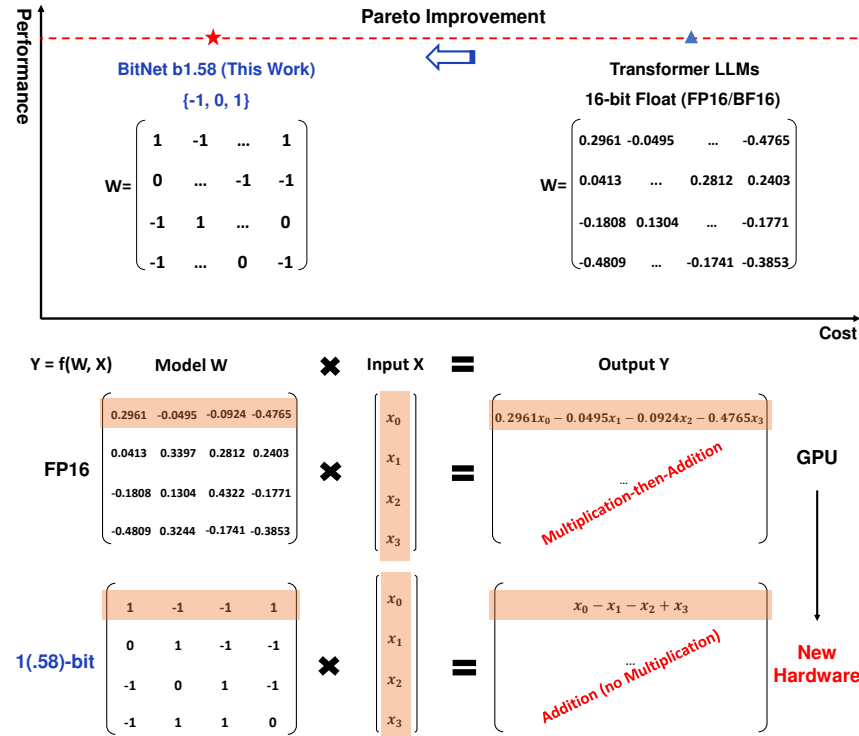 Performance
Pareto Improvement
BitNet b1.58 (This Work)
{-1, 0, 1}
Transformer LLMs
16-bit Float (FP16/BF16)
W=
1 -1 ... 1
0 ... -1 -1
-1 1 ... 0
-1 ... 0 -1
W=
0.2961 -0.0495 ... -0.4765
0.0413 ... 0.2812 0.2403
-0.1808 0.1304 ... -0.1771
-0.4809 ... -0.1741 -0.3853
Cost
Y = f(W, X) Model W ✖ Input X = Output Y
FP16
0.2961 -0.0495 -0.0924 -0.4765
0.0413 0.3397 0.2812 0.2403
-0.1808 0.1304 0.4322 -0.1771
-0.4809 0.3244 -0.1741 -0.3853
✖
x₀
x₁
x₂
x₃
=
0.2961x₀ − 0.0495x₁ − 0.0924x₂ − 0.4765x₃
...
Multiplication-then-Addition
GPU
1(.58)-bit
1 -1 -1 1
0 1 -1 -1
-1 0 1 -1
-1 1 1 0
✖
x₀
x₁
x₂
x₃
=
x₀ − x₁ − x₂ + x₃
...
Addition (no Multiplication)
New
Hardware